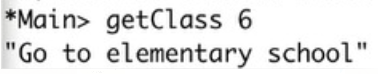 *Main> getClass 6
"Go to elementary school"